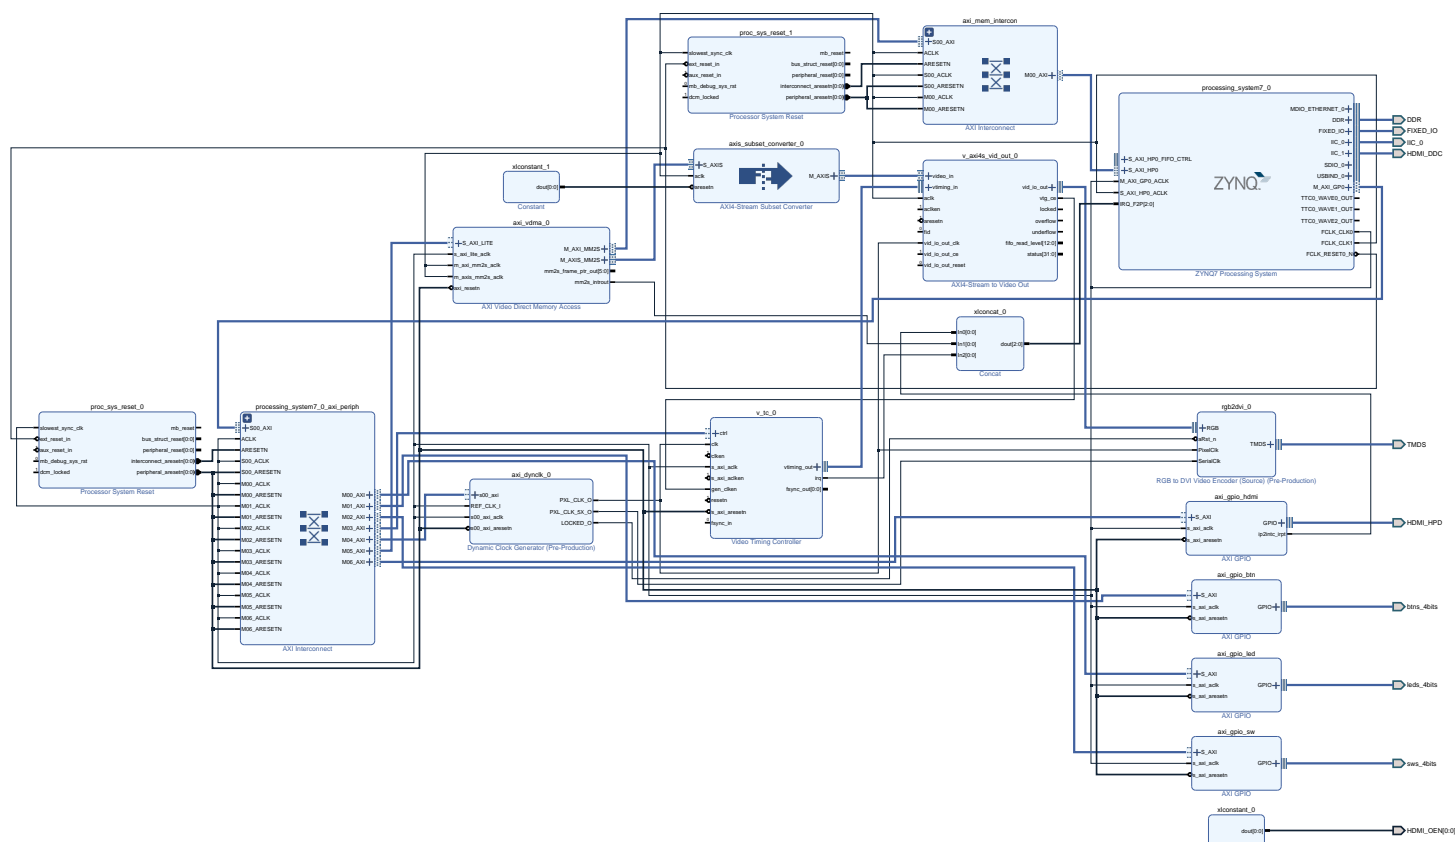 proc_sys_reset_1
slowest_sync_clk
ext_reset_in
aux_reset_in
mb_debug_sys_rst
dcm_locked
mb_reset
bus_struct_reset[0:0]
peripheral_reset[0:0]
interconnect_aresetn[0:0]
peripheral_aresetn[0:0]
Processor System Reset
axi_mem_intercon
S00_AXI
ACLK
ARESETN
S00_ACLK
S00_ARESETN
M00_ACLK
M00_ARESETN
M00_AXI
AXI Interconnect
processing_system7_0
S_AXI_HP0_FIFO_CTRL
S_AXI_HP0
M_AXI_GP0_ACLK
S_AXI_HP0_ACLK
IRQ_F2P[2:0]
ZYNQ
MDIO_ETHERNET_0
DDR
FIXED_IO
IIC_0
IIC_1
SDIO_0
USBIND_0
M_AXI_GP0
TTC0_WAVE0_OUT
TTC0_WAVE1_OUT
TTC0_WAVE2_OUT
FCLK_CLK0
FCLK_CLK1
FCLK_RESET0_N
ZYNQ7 Processing System
DDR
FIXED_IO
IIC_0
HDMI_DDC
xlconstant_1
dout[0:0]
Constant
axis_subset_converter_0
S_AXIS
aclk
aresetn
M_AXIS
AXI4-Stream Subset Converter
v_axi4s_vid_out_0
video_in
vtiming_in
aclk
aclken
aresetn
fid
vid_io_out_clk
vid_io_out_ce
vid_io_out_reset
vid_io_out
vtg_ce
locked
overflow
underflow
fifo_read_level[12:0]
status[31:0]
AXI4-Stream to Video Out
axi_vdma_0
S_AXI_LITE
s_axi_lite_aclk
m_axi_mm2s_aclk
m_axis_mm2s_aclk
axi_resetn
M_AXI_MM2S
M_AXIS_MM2S
mm2s_frame_ptr_out[5:0]
mm2s_introut
AXI Video Direct Memory Access
xlconcat_0
In0[0:0]
In1[0:0]
In2[0:0]
dout[2:0]
Concat
proc_sys_reset_0
slowest_sync_clk
ext_reset_in
aux_reset_in
mb_debug_sys_rst
dcm_locked
mb_reset
bus_struct_reset[0:0]
peripheral_reset[0:0]
interconnect_aresetn[0:0]
peripheral_aresetn[0:0]
Processor System Reset
processing_system7_0_axi_periph
S00_AXI
ACLK
ARESETN
S00_ACLK
S00_ARESETN
M00_ACLK
M00_ARESETN
M01_ACLK
M01_ARESETN
M02_ACLK
M02_ARESETN
M03_ACLK
M03_ARESETN
M04_ACLK
M04_ARESETN
M05_ACLK
M05_ARESETN
M06_ACLK
M06_ARESETN
M00_AXI
M01_AXI
M02_AXI
M03_AXI
M04_AXI
M05_AXI
M06_AXI
AXI Interconnect
axi_dynclk_0
s00_axi
REF_CLK_I
s00_axi_aclk
s00_axi_aresetn
PXL_CLK_O
PXL_CLK_5X_O
LOCKED_O
Dynamic Clock Generator (Pre-Production)
v_tc_0
ctrl
clk
clken
s_axi_aclk
s_axi_aclken
gen_clken
resetn
s_axi_aresetn
fsync_in
vtiming_out
irq
fsync_out[0:0]
Video Timing Controller
rgb2dvi_0
RGB
aRst_n
PixelClk
SerialClk
TMDS
RGB to DVI Video Encoder (Source) (Pre-Production)
TMDS
axi_gpio_hdmi
S_AXI
s_axi_aclk
s_axi_aresetn
GPIO
ip2intc_irpt
AXI GPIO
HDMI_HPD
axi_gpio_btn
S_AXI
s_axi_aclk
s_axi_aresetn
GPIO
AXI GPIO
btns_4bits
axi_gpio_led
S_AXI
s_axi_aclk
s_axi_aresetn
GPIO
AXI GPIO
leds_4bits
axi_gpio_sw
S_AXI
s_axi_aclk
s_axi_aresetn
GPIO
AXI GPIO
sws_4bits
xlconstant_0
dout[0:0]
HDMI_OEN[0:0]